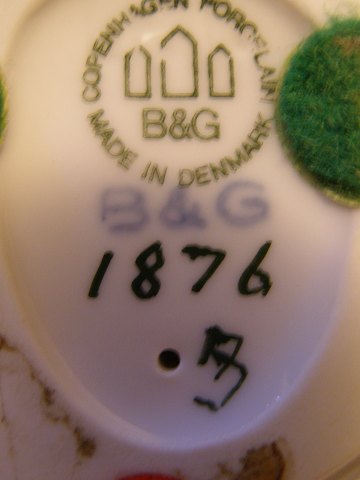 COPENHAGEN PORCELAIN
B&G
MADE IN DENMARK
B&G
1876